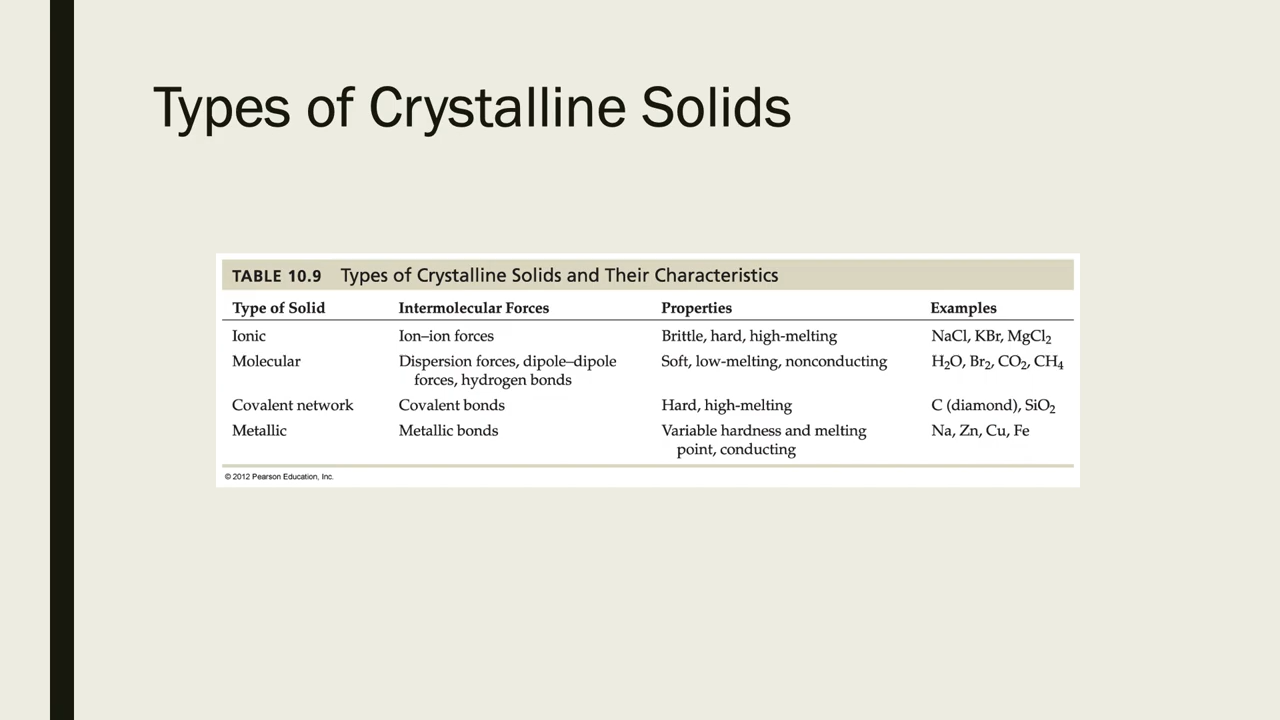 Types of Crystalline Solids
TABLE 10.9 Types of Crystalline Solids and Their Characteristics
Type of Solid Intermolecular Forces Properties Examples
Ionic Ion–ion forces Brittle, hard, high-melting NaCl, KBr, MgCl₂
Molecular Dispersion forces, dipole–dipole Soft, low-melting, nonconducting H₂O, Br₂, CO₂, CH₄
forces, hydrogen bonds
Covalent network Covalent bonds Hard, high-melting C (diamond), SiO₂
Metallic Metallic bonds Variable hardness and melting Na, Zn, Cu, Fe
point, conducting
© 2012 Pearson Education, Inc.